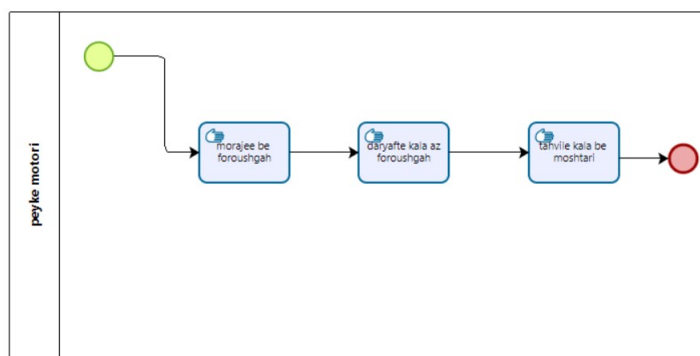 peyke motori
morajee be
foroushgah
daryafte kala az
foroushgah
tahvile kala be
moshtari